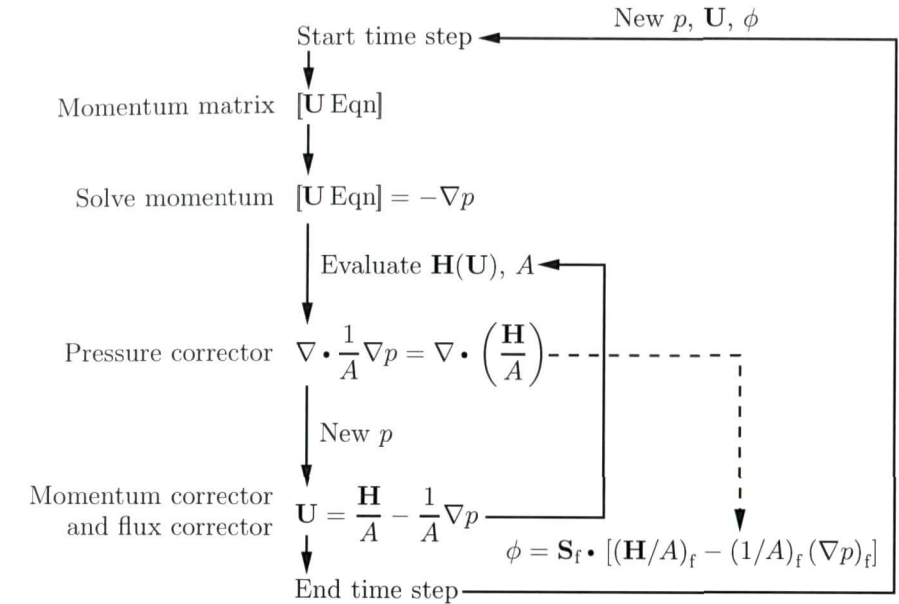 New p, U, ϕ
Start time step
Momentum matrix [U Eqn]
Solve momentum [U Eqn] = −∇p
Evaluate H(U), A
Pressure corrector ∇ • 1/A ∇p = ∇ • (H/A)
New p
Momentum corrector
and flux corrector U = H/A − 1/A ∇p
ϕ = S_f • [(H/A)_f − (1/A)_f (∇p)_f]
End time step